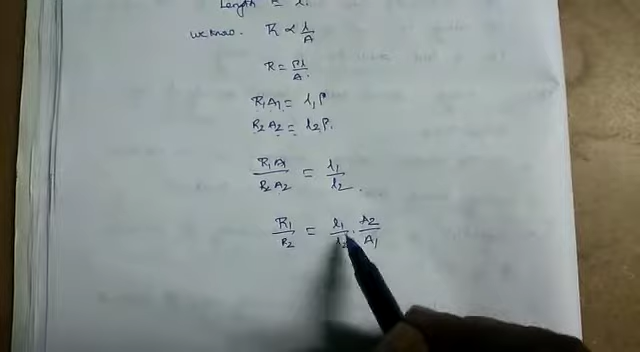 Length = l.
We know. R ∝ l/A
R = ρl/A.
R₁A₁ = l₁ρ
R₂A₂ = l₂ρ.
R₁A₁/R₂A₂ = l₁/l₂.
R₁/R₂ = l₁/l₂ · A₂/A₁